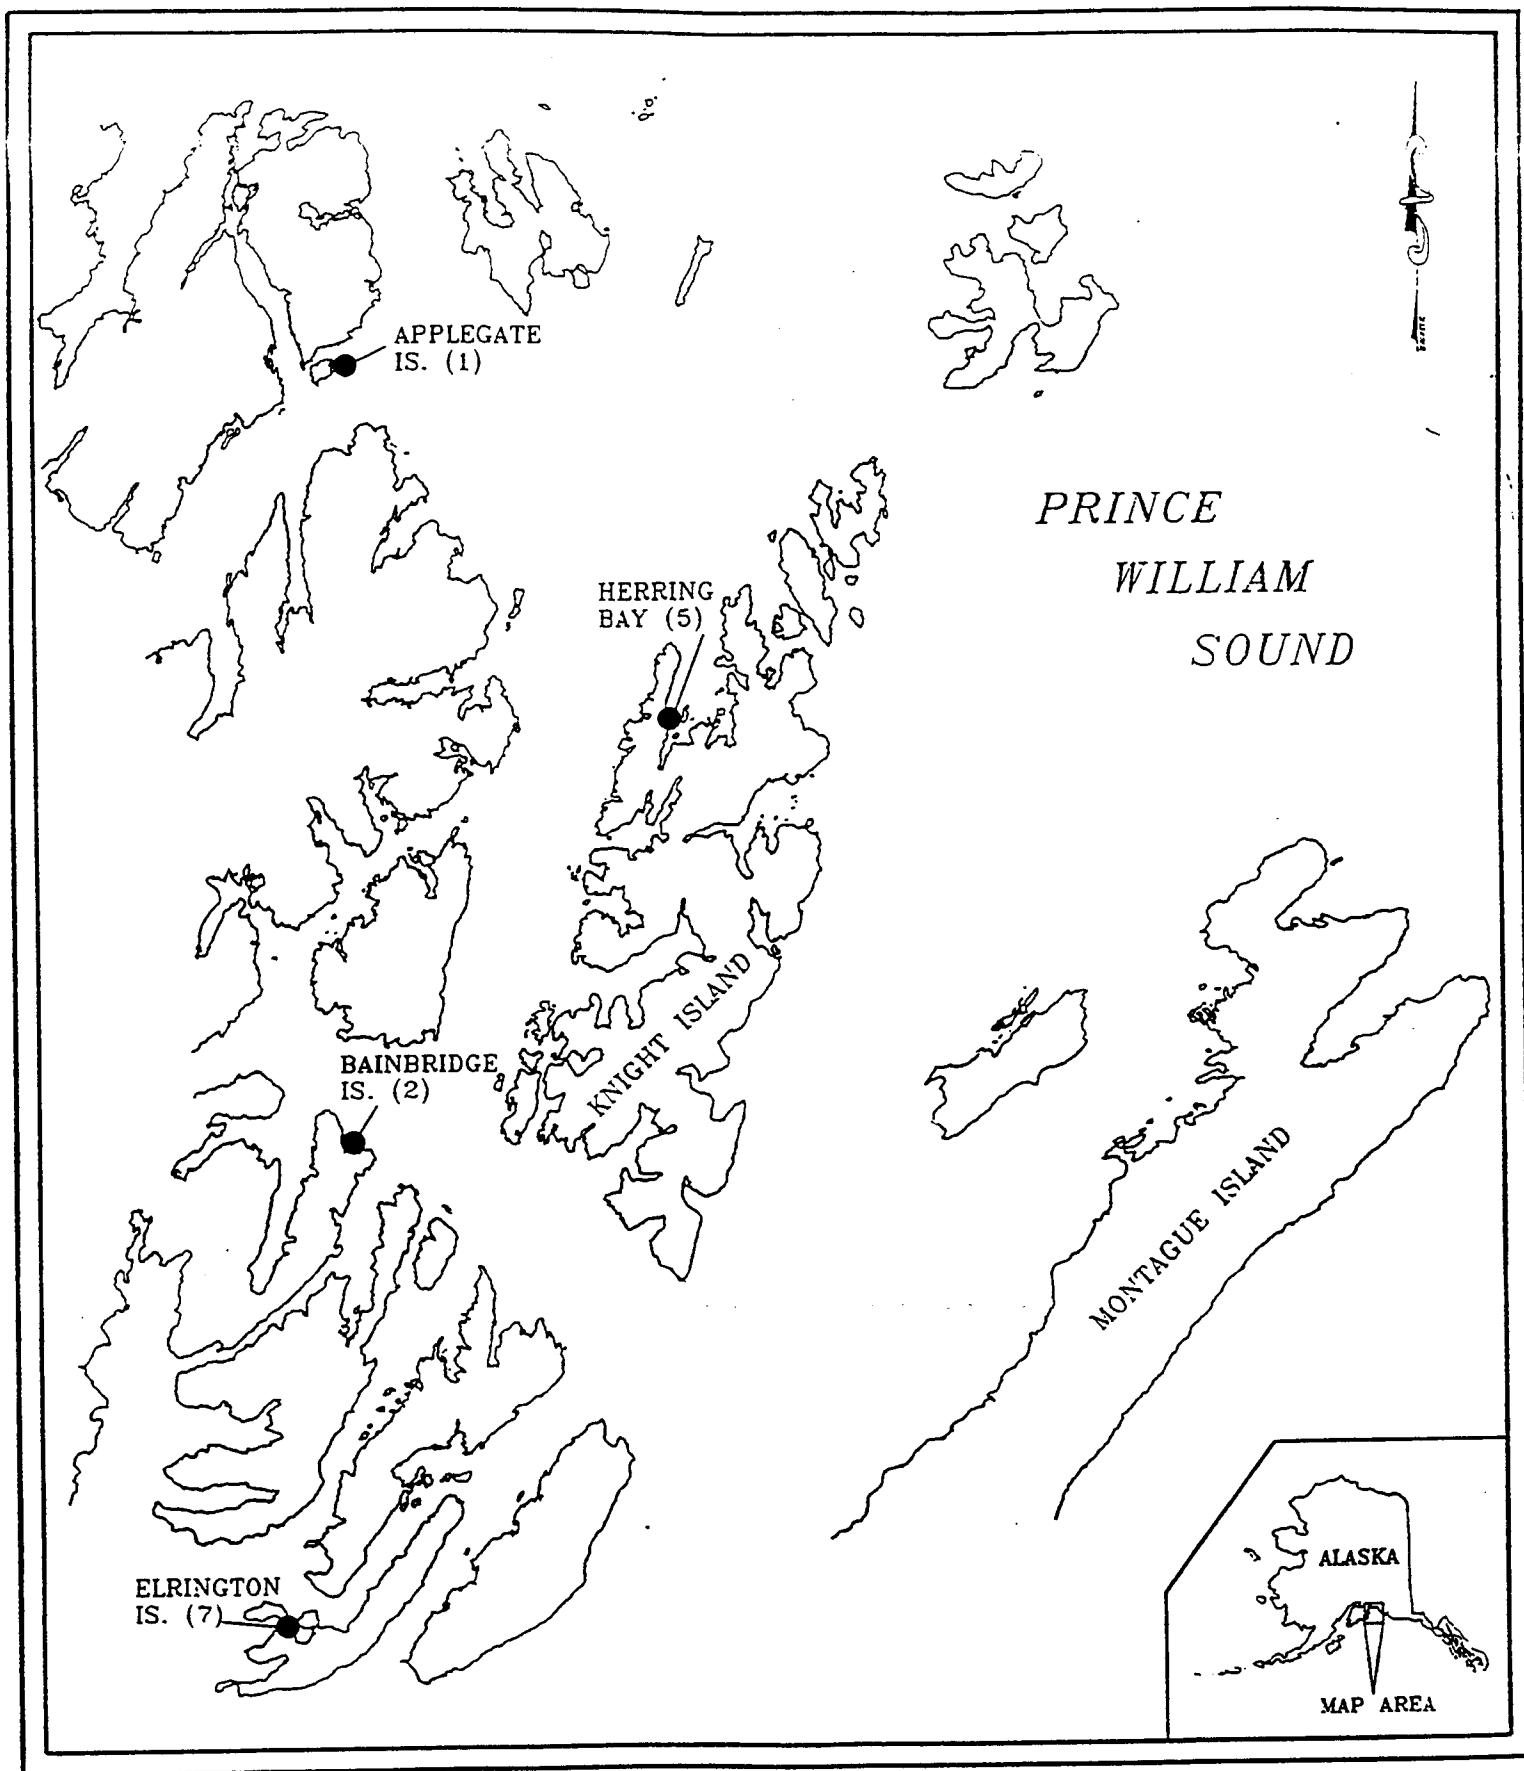 APPLEGATE
IS. (1)
PRINCE
WILLIAM
SOUND
HERRING
BAY (5)
KNIGHT ISLAND
BAINBRIDGE
IS. (2)
MONTAGUE ISLAND
ELRINGTON
IS. (7)
ALASKA
MAP AREA